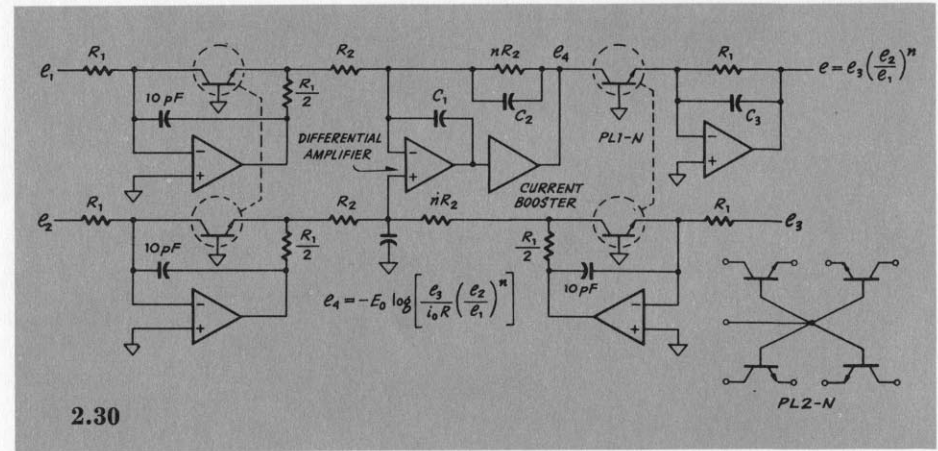 R₁
R₂
nR₂
e₄
R₁
e₁
e = e₃(e₂/e₁)ⁿ
10 pF
R₁/2
C₁
C₂
PL1-N
C₃
DIFFERENTIAL
AMPLIFIER
−
+
−
+
−
+
CURRENT
BOOSTER
e₂
R₁
R₂
nR₂
R₁
e₃
10 pF
R₁/2
R₁/2
10 pF
e₄ = -E₀ log[e₃/i₀R (e₂/e₁)ⁿ]
−
+
−
+
PL2-N
2.30